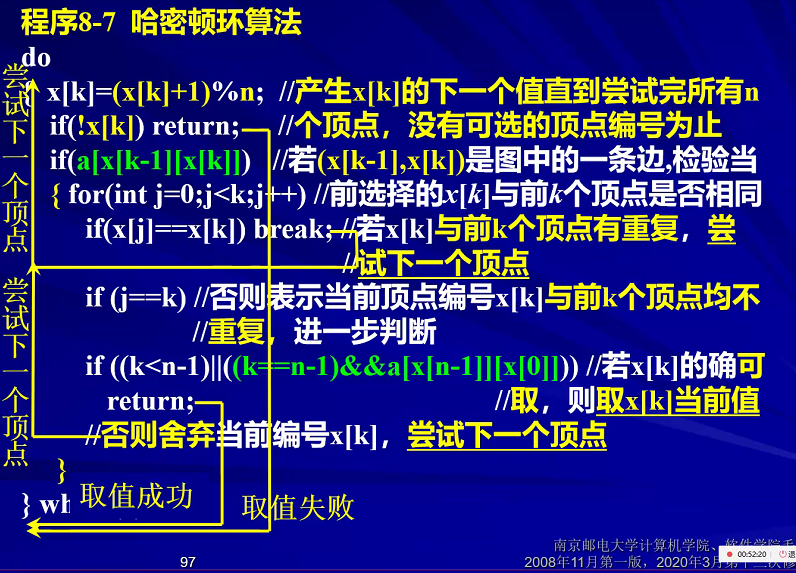 程序8-7 哈密顿环算法
do
{ x[k]=(x[k]+1)%n; //产生x[k]的下一个值直到尝试完所有n
if(!x[k]) return; //个顶点，没有可选的顶点编号为止
if(a[x[k-1][x[k]]) //若(x[k-1],x[k])是图中的一条边,检验当
{ for(int j=0;j<k;j++) //前选择的x[k]与前k个顶点是否相同
if(x[j]==x[k]) break; //若x[k]与前k个顶点有重复，尝
//试下一个顶点
if (j==k) //否则表示当前顶点编号x[k]与前k个顶点均不
//重复，进一步判断
if ((k<n-1)||((k==n-1)&&a[x[n-1]][x[0]])) //若x[k]的确可
return; //取，则取x[k]当前值
//否则舍弃当前编号x[k]，尝试下一个顶点
}
} wh
取值成功
取值失败
尝试下一个顶点
尝试下一个顶点
97
南京邮电大学计算机学院、软件学院
2008年11月第一版，2020年3月第十二次修
00:52:20